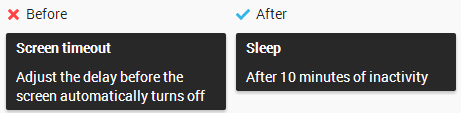 Before
Screen timeout
Adjust the delay before the
screen automatically turns off
After
Sleep
After 10 minutes of inactivity